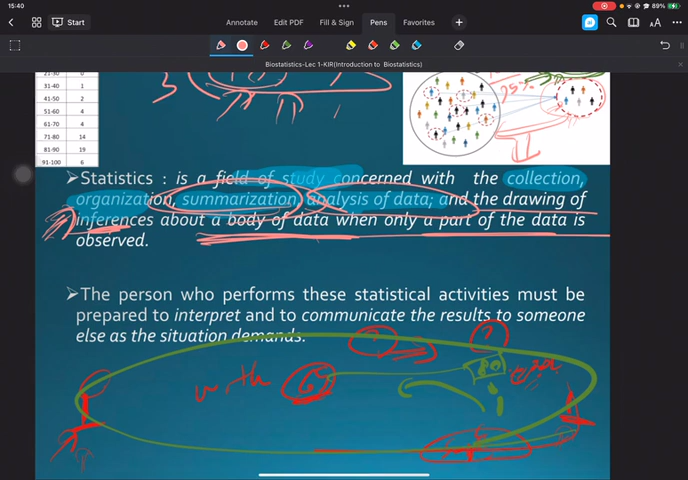 15:40
89%
Start
Annotate Edit PDF Fill & Sign Pens Favorites
Biostatistics-Lec 1-KIR(Introduction to Biostatistics)
21-30 0
31-40 1
41-50 2
51-60 4
61-70 4
71-80 14
81-90 19
91-100 6
Statistics : is a field of study concerned with the collection,
organization, summarization, analysis of data; and the drawing of
inferences about a body of data when only a part of the data is
observed.
The person who performs these statistical activities must be
prepared to interpret and to communicate the results to someone
else as the situation demands.
with